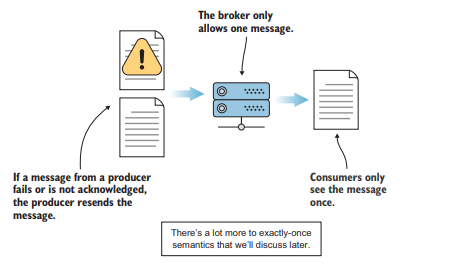 The broker only
allows one message.
If a message from a producer
fails or is not acknowledged,
the producer resends the
message.
Consumers only
see the message
once.
There's a lot more to exactly-once
semantics that we'll discuss later.